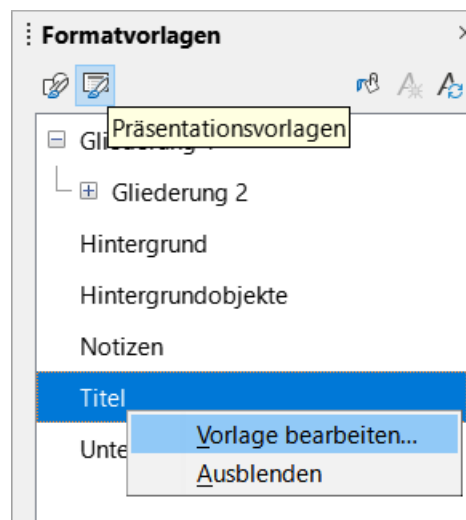 Formatvorlagen
Präsentationsvorlagen
Gliederung 2
Hintergrund
Hintergrundobjekte
Notizen
Titel
Vorlage bearbeiten...
Ausblenden